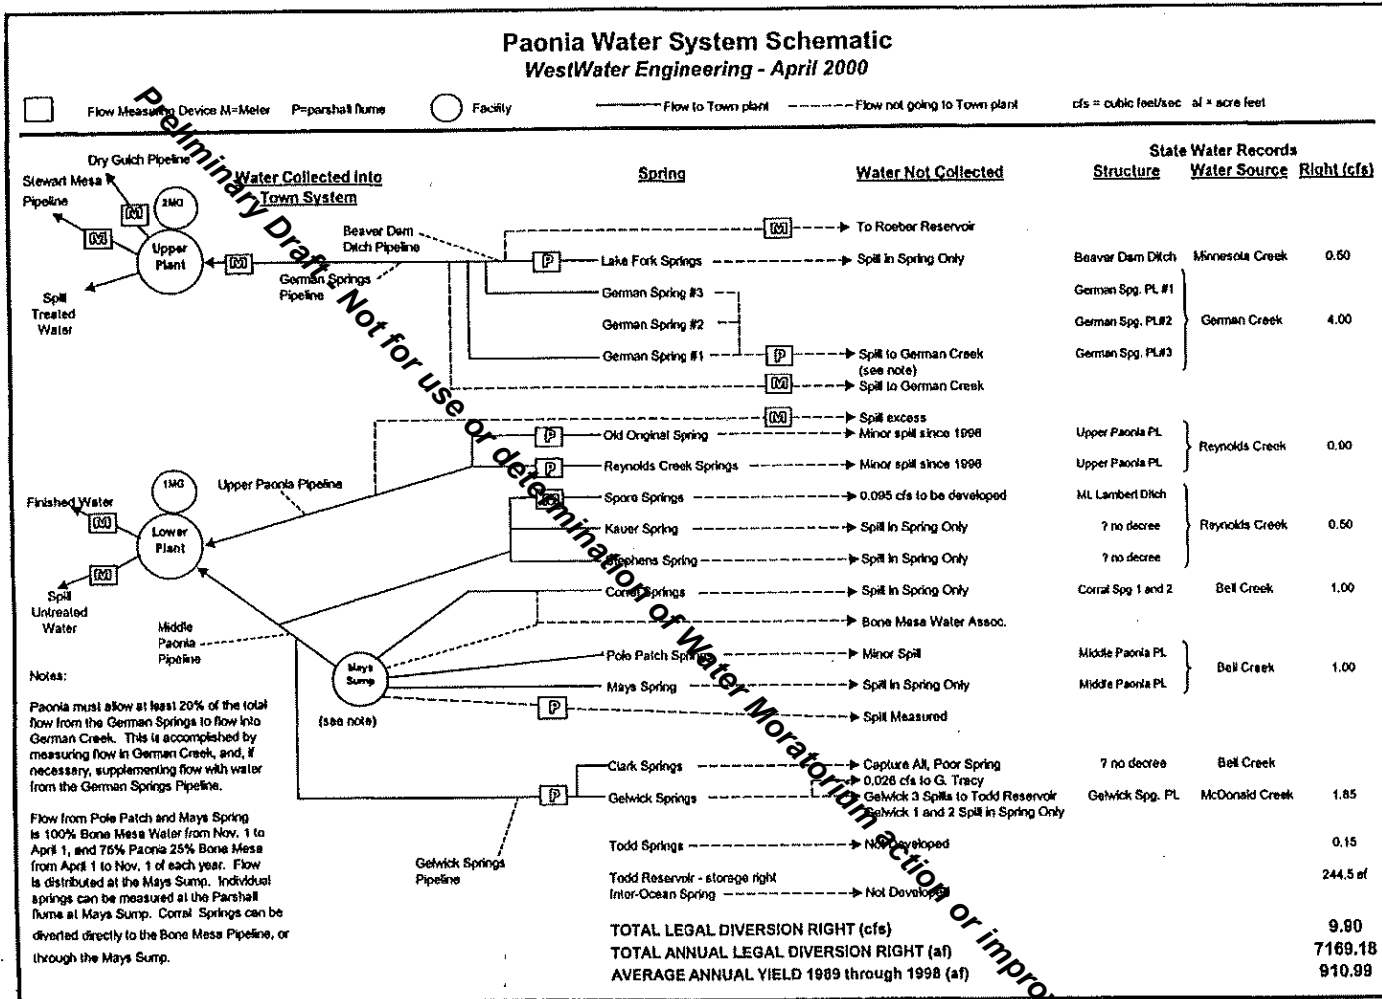 Paonia Water System Schematic
WestWater Engineering - April 2000
Flow Measuring Device M=Meter P=parshall flume
Facility
Flow to Town plant
Flow not going to Town plant
cfs = cubic feet/sec af = acre feet
Preliminary Draft - Not for use or determination of Water Moratorium action or impro
State Water Records
Water Collected into
Town System
Spring
Water Not Collected
Structure
Water Source
Right (cfs)
Dry Gulch Pipeline
Stewart Mesa
Pipeline
2MG
M
M
Upper
Plant
M
Spill
Treated
Water
Beaver Dam
Ditch Pipeline
German Springs
Pipeline
M
To Roeber Reservoir
P
Lake Fork Springs
Spill in Spring Only
Beaver Dam Ditch
Minnesota Creek
0.50
German Spring #3
German Spg. PL #1
German Spring #2
German Spg. PL#2
German Creek
4.00
German Spring #1
P
Spill to German Creek
(see note)
German Spg. PL#3
M
Spill to German Creek
M
Spill excess
P
Old Original Spring
Minor spill since 1996
Upper Paonia PL
Reynolds Creek
0.90
P
Reynolds Creek Springs
Minor spill since 1996
Upper Paonia PL
1MG
Upper Paonia Pipeline
Finished Water
M
Lower
Plant
M
Spill
Untreated
Water
Spore Springs
0.095 cfs to be developed
ML Lambert Ditch
Kauer Spring
Spill in Spring Only
? no decree
Reynolds Creek
0.50
Stephens Spring
Spill in Spring Only
? no decree
Corral Springs
Spill in Spring Only
Corral Spg 1 and 2
Bell Creek
1.00
Bone Mesa Water Assoc.
Middle
Paonia
Pipeline
Mays
Sump
(see note)
Pole Patch Spring
Minor Spill
Middle Paonia PL
Bell Creek
1.00
Mays Spring
Spill in Spring Only
Middle Paonia PL
P
Spill Measured
Clark Springs
Capture All, Poor Spring
? no decree
Bell Creek
0.026 cfs to G. Tracy
P
Gelwick Springs
Gelwick 3 Spills to Todd Reservoir
Gelwick Spg. PL
McDonald Creek
1.85
Gelwick 1 and 2 Spill in Spring Only
Gelwick Springs
Pipeline
Todd Springs
Not Developed
0.15
Todd Reservoir - storage right
244.5 af
Inter-Ocean Spring
Not Developed
TOTAL LEGAL DIVERSION RIGHT (cfs)
9.90
TOTAL ANNUAL LEGAL DIVERSION RIGHT (af)
7169.18
AVERAGE ANNUAL YIELD 1989 through 1998 (af)
910.99
Notes:
Paonia must allow at least 20% of the total
flow from the German Springs to flow into
German Creek. This is accomplished by
measuring flow in German Creek, and, if
necessary, supplementing flow with water
from the German Springs Pipeline.
Flow from Pole Patch and Mays Spring
is 100% Bone Mesa Water from Nov. 1 to
April 1, and 75% Paonia 25% Bone Mesa
from April 1 to Nov. 1 of each year. Flow
is distributed at the Mays Sump. Individual
springs can be measured at the Parshall
flume at Mays Sump. Corral Springs can be
diverted directly to the Bone Mesa Pipeline, or
through the Mays Sump.